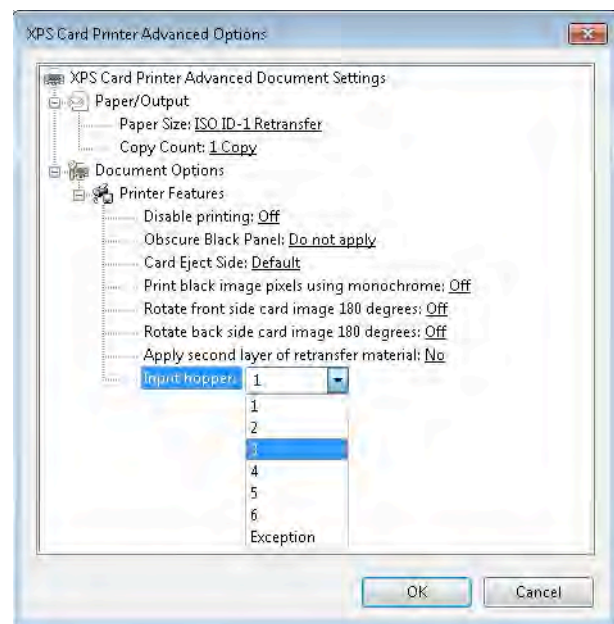 XPS Card Printer Advanced Options
XPS Card Printer Advanced Document Settings
Paper/Output
Paper Size: ISO ID-1 Retransfer
Copy Count: 1 Copy
Document Options
Printer Features
Disable printing: Off
Obscure Black Panel: Do not apply
Card Eject Side: Default
Print black image pixels using monochrome: Off
Rotate front side card image 180 degrees: Off
Rotate back side card image 180 degrees: Off
Apply second layer of retransfer material: No
Input hopper: 1
1
2
3
4
5
6
Exception
OK Cancel